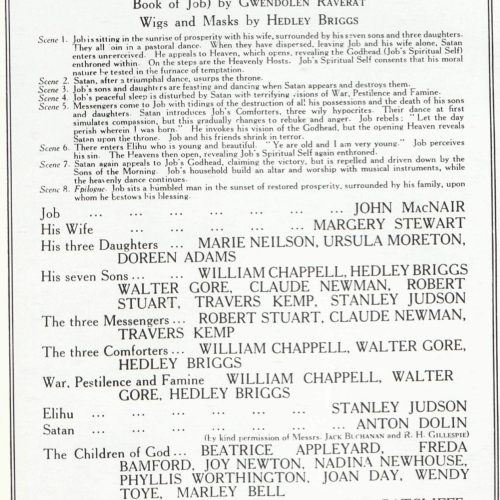 Book of Job) by GWENDOLEN RAVERAT
Wigs and Masks by HEDLEY BRIGGS
Scene 1. Job is sitting in the sunrise of prosperity with his wife, surrounded by his seven sons and three daughters.
They all join in a pastoral dance. When they have dispersed, leaving Job and his wife alone, Satan
enters unperceived. He appeals to Heaven, which opens, revealing the Godhead (Job's Spiritual Self)
enthroned within. On the steps are the Heavenly Hosts. Job's Spiritual Self consents that his moral
nature be tested in the furnace of temptation.
Scene 2. Satan, after a triumphal dance, usurps the throne.
Scene 3. Job's sons and daughters are feasting and dancing when Satan appears and destroys them.
Scene 4. Job's peaceful sleep is disturbed by Satan with terrifying visions of War, Pestilence and Famine.
Scene 5. Messengers come to Job with tidings of the destruction of all his possessions and the death of his sons
and daughters. Satan introduces Job's Comforters, three wily hypocrites. Their dance at first
simulates compassion, but this gradually changes to rebuke and anger. Job rebels: "Let the day
perish wherein I was born." He invokes his vision of the Godhead, but the opening Heaven reveals
Satan upon the throne. Job and his friends shrink in terror.
Scene 6. There enters Elihu who is young and beautiful. "Ye are old and I am very young." Job perceives
his sin. The Heavens then open, revealing Job's Spiritual Self again enthroned.
Scene 7. Satan again appeals to Job's Godhead, claiming the victory, but is repelled and driven down by the
Sons of the Morning. Job's household build an altar and worship with musical instruments, while
the heavenly dance continues.
Scene 8. Epilogue. Job sits a humbled man in the sunset of restored prosperity, surrounded by his family, upon
whom he bestows his blessing.
Job ... ... ... ... ... ... ... JOHN MACNAIR
His Wife ... ... ... ... ... MARGERY STEWART
His three Daughters ... MARIE NEILSON, URSULA MORETON,
DOREEN ADAMS
His seven Sons ... ... WILLIAM CHAPPELL, HEDLEY BRIGGS
WALTER GORE, CLAUDE NEWMAN, ROBERT
STUART, TRAVERS KEMP, STANLEY JUDSON
The three Messengers ... ROBERT STUART, CLAUDE NEWMAN,
TRAVERS KEMP
The three Comforters ... WILLIAM CHAPPELL, WALTER GORE,
HEDLEY BRIGGS
War, Pestilence and Famine WILLIAM CHAPPELL, WALTER
GORE, HEDLEY BRIGGS
Elihu ... ... ... ... ... STANLEY JUDSON
Satan ... ... ... ... ... ... ANTON DOLIN
(by kind permission of Messrs. JACK BUCHANAN and R. H. GILLESPIE)
The Children of God ... BEATRICE APPLEYARD, FREDA
BAMFORD, JOY NEWTON, NADINA NEWHOUSE,
PHYLLIS WORTHINGTON, JOAN DAY, WENDY
TOYE, MARLEY BELL